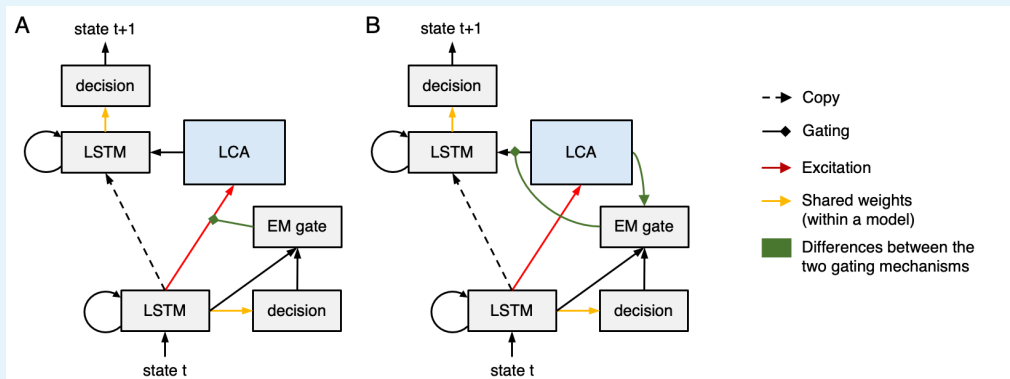 A
state t+1
decision
LSTM
LCA
EM gate
LSTM
decision
state t
B
state t+1
decision
LSTM
LCA
EM gate
LSTM
decision
state t
Copy
Gating
Excitation
Shared weights
(within a model)
Differences between the
two gating mechanisms